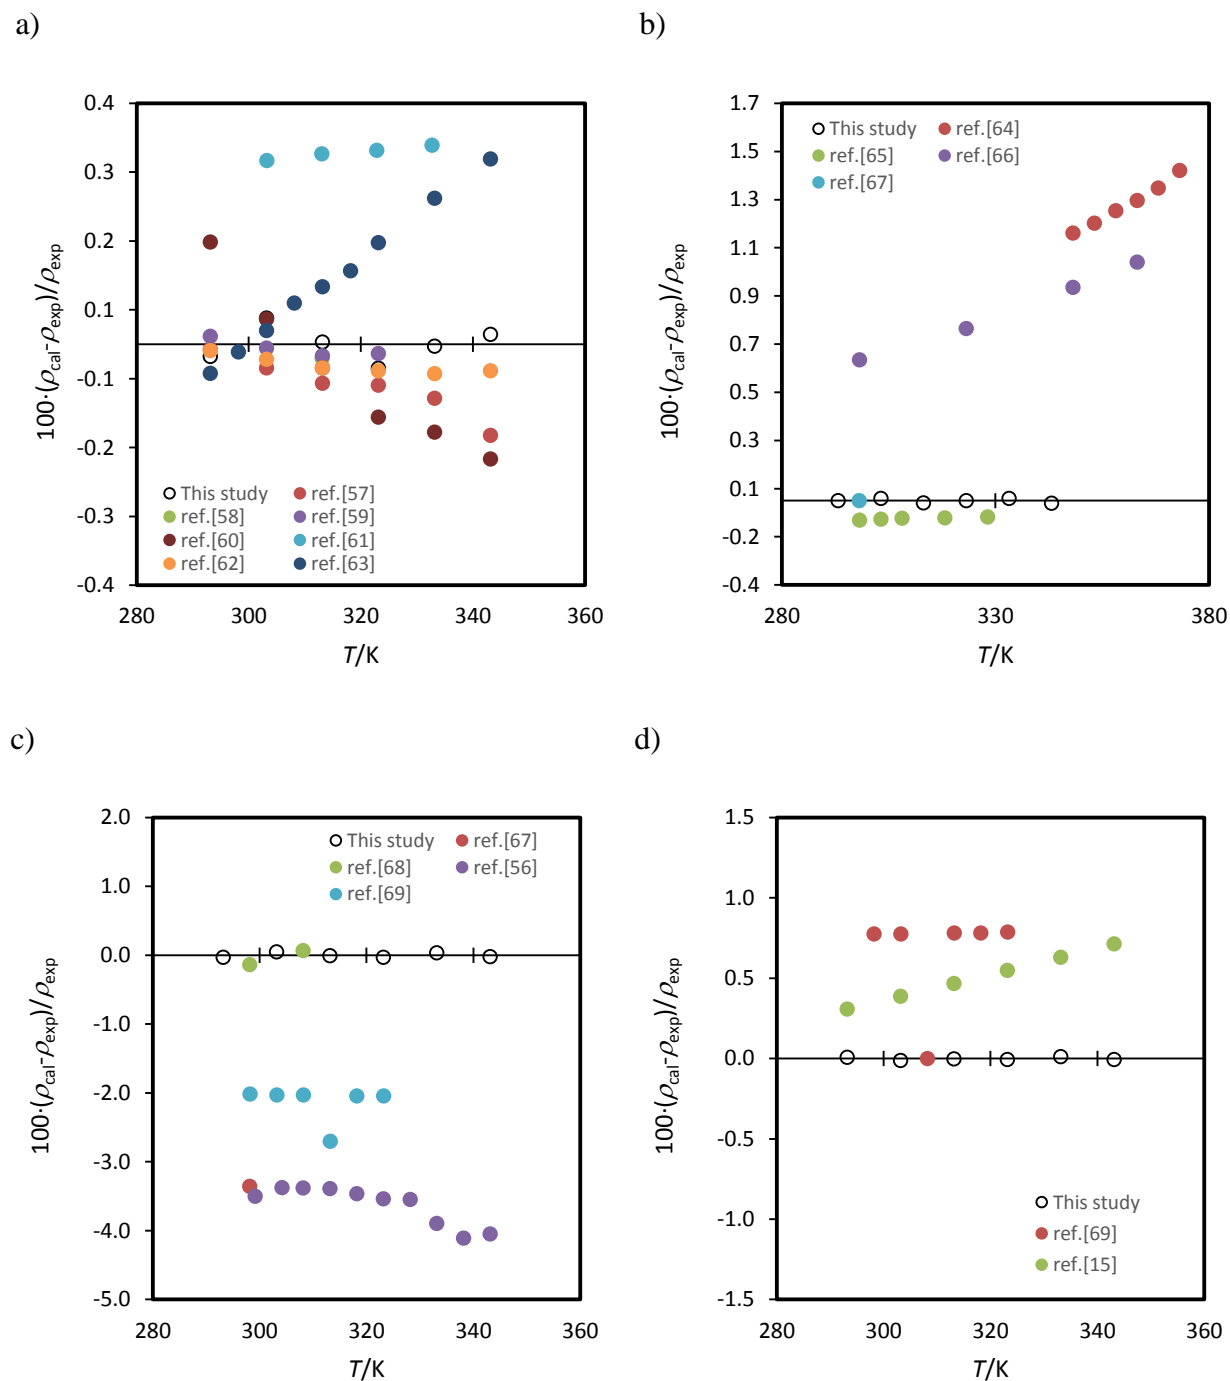 a)
0.4
0.3
0.2
0.1
-0.1
-0.2
-0.3
-0.4
100·(ρcal-ρexp)/ρexp
This study
ref.[57]
ref.[58]
ref.[59]
ref.[60]
ref.[61]
ref.[62]
ref.[63]
280
300
320
340
360
T/K
b)
1.7
1.5
1.3
1.1
0.9
0.7
0.5
0.3
0.1
-0.2
-0.4
100·(ρcal-ρexp)/ρexp
This study
ref.[64]
ref.[65]
ref.[66]
ref.[67]
280
330
380
T/K
c)
2.0
1.0
0.0
-1.0
-2.0
-3.0
-4.0
-5.0
100·(ρcal-ρexp)/ρexp
This study
ref.[67]
ref.[68]
ref.[56]
ref.[69]
280
300
320
340
360
T/K
d)
1.5
1.0
0.5
0.0
-0.5
-1.0
-1.5
100·(ρcal-ρexp)/ρexp
This study
ref.[69]
ref.[15]
280
300
320
340
360
T/K